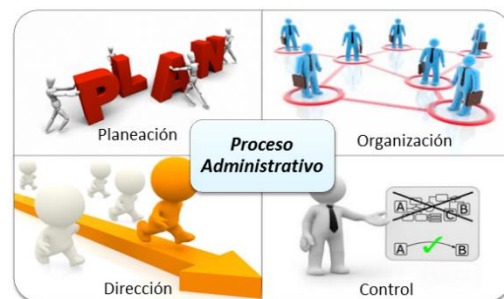 PLAN
Planeación
Organización
Proceso
Administrativo
A
B
C
A
B
Dirección
Control